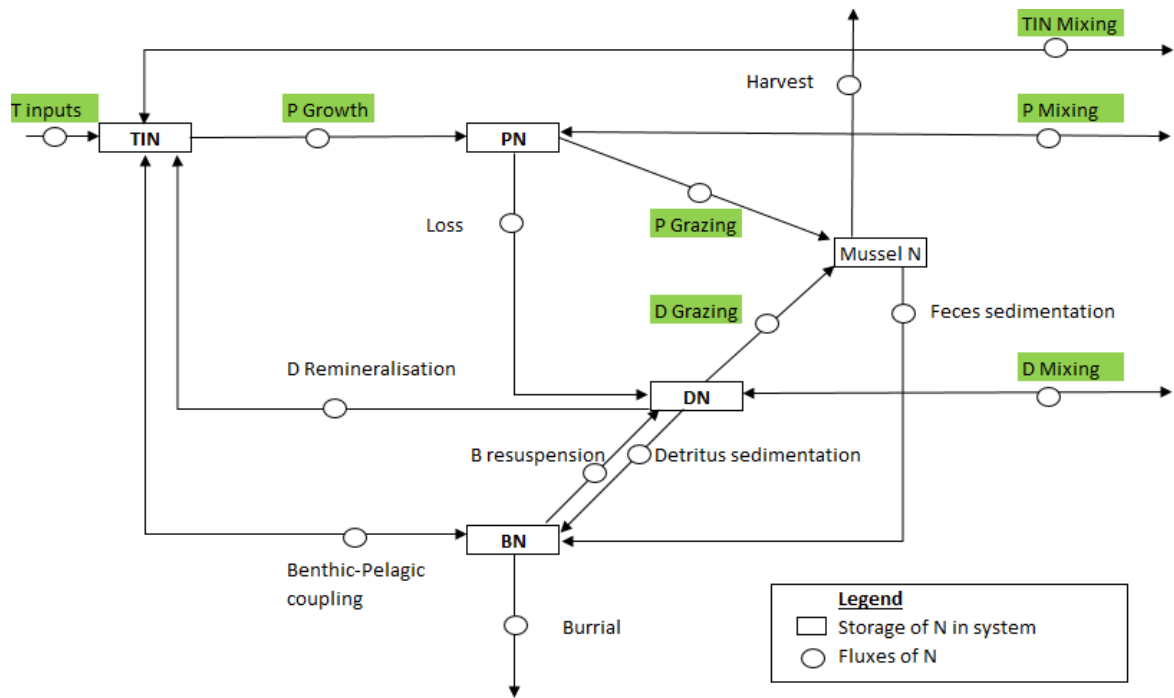 TIN Mixing
Harvest
T inputs
P Growth
P Mixing
TIN
PN
Loss
P Grazing
Mussel N
D Grazing
Feces sedimentation
D Remineralisation
D Mixing
DN
B resuspension
Detritus sedimentation
BN
Benthic-Pelagic
coupling
Burrial
Legend
Storage of N in system
Fluxes of N